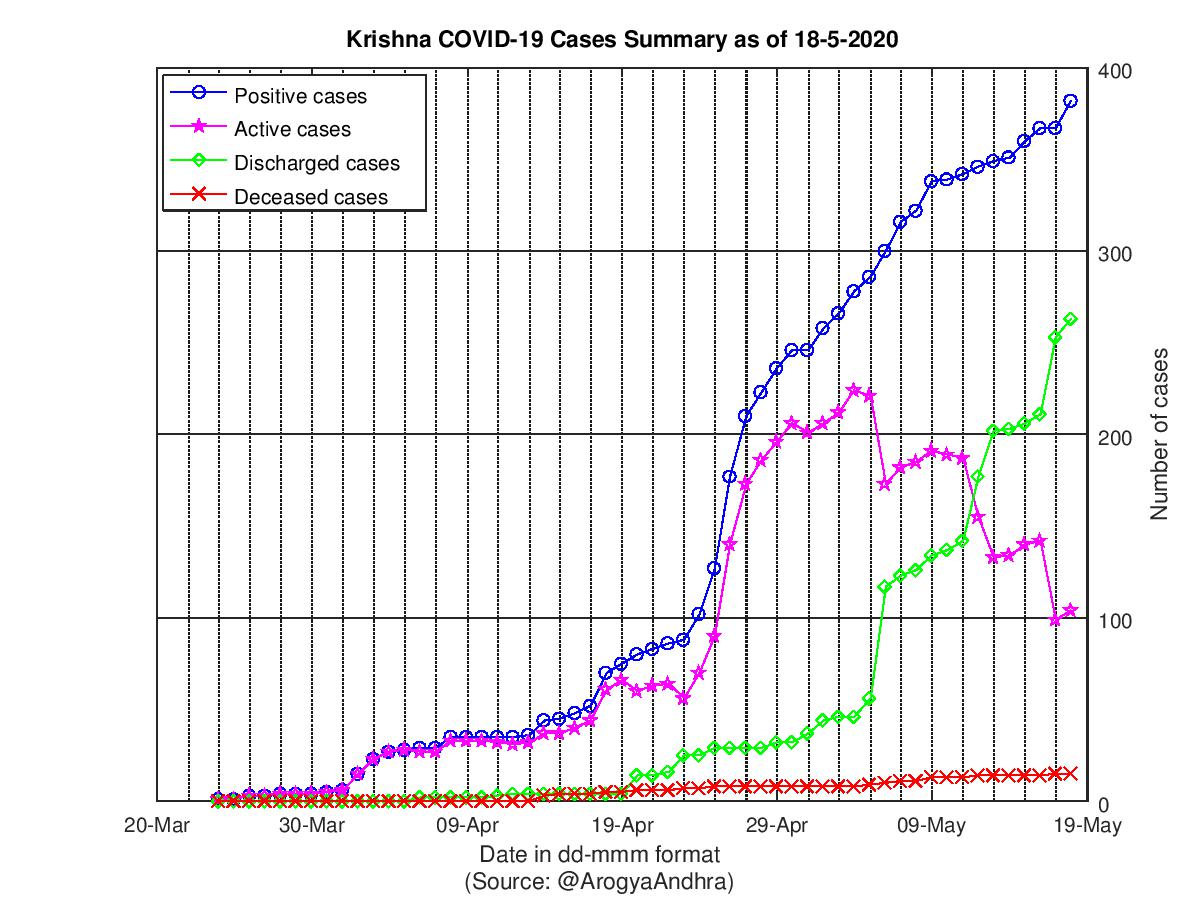 Krishna COVID-19 Cases Summary as of 18-5-2020
Positive cases
Active cases
Discharged cases
Deceased cases
400
300
200
100
0
Number of cases
20-Mar 30-Mar 09-Apr 19-Apr 29-Apr 09-May 19-May
Date in dd-mmm format
(Source: @ArogyaAndhra)